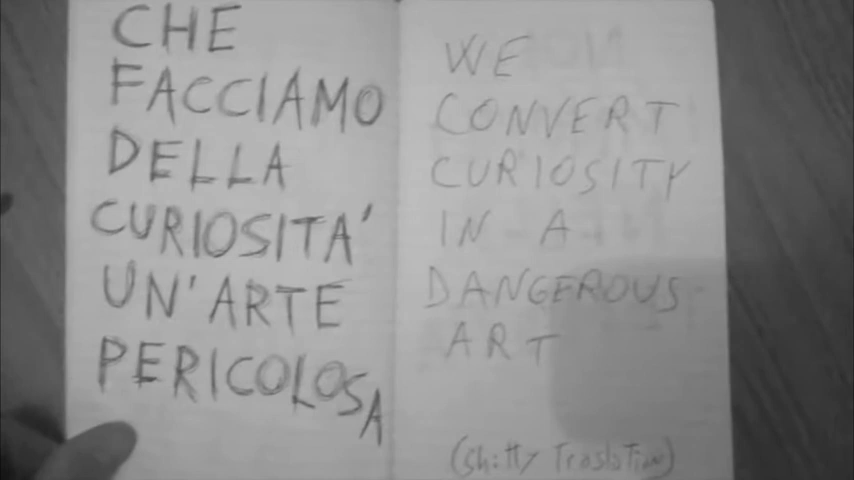 CHE
FACCIAMO
DELLA
CURIOSITA'
UN'ARTE
PERICOLOSA
WE
CONVERT
CURIOSITY
IN A
DANGEROUS
ART
(shitty Traslation)